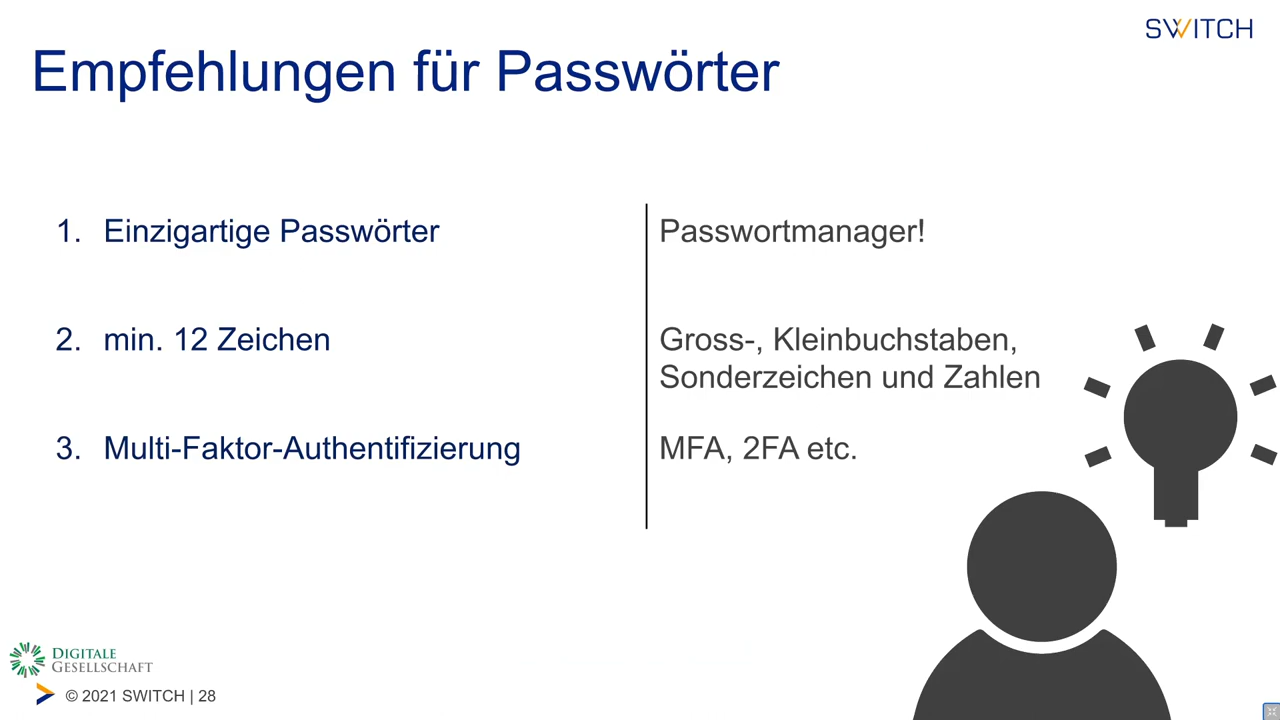 SWITCH
Empfehlungen für Passwörter
1. Einzigartige Passwörter
Passwortmanager!
2. min. 12 Zeichen
Gross-, Kleinbuchstaben,
Sonderzeichen und Zahlen
3. Multi-Faktor-Authentifizierung
MFA, 2FA etc.
DIGITALE
GESELLSCHAFT
© 2021 SWITCH | 28